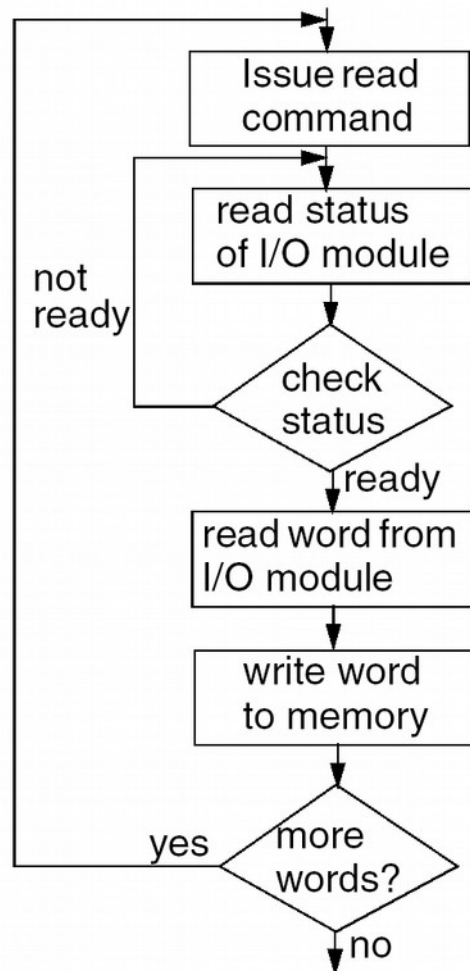 Issue read
command
read status
of I/O module
not
ready
check
status
ready
read word from
I/O module
write word
to memory
yes
more
words?
no